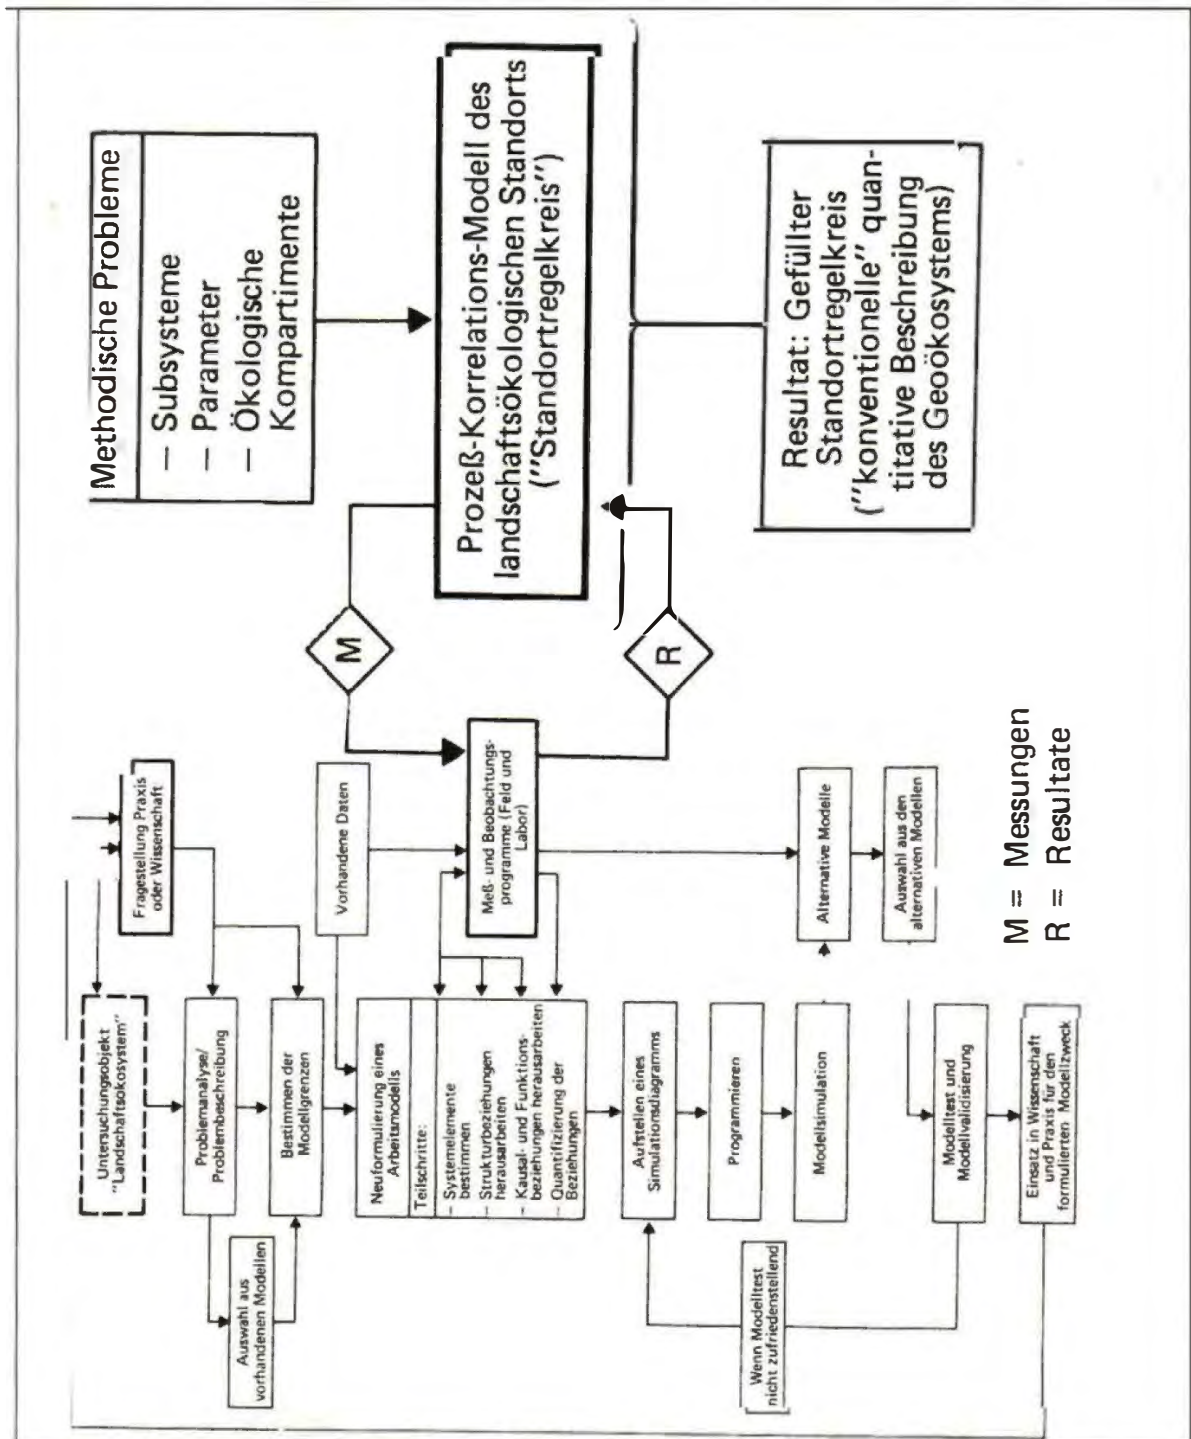 Untersuchungsobjekt
"Landschaftsökosystem"
Fragestellung Praxis
oder Wissenschaft
Problemanalyse/
Problembeschreibung
Auswahl aus
vorhandenen Modellen
Bestimmen der
Modellgrenzen
Vorhandene Daten
Neuformulierung eines
Arbeitsmodells
Teilschritte:
– Systemelemente
bestimmen
– Strukturbeziehungen
herausarbeiten
– Kausal- und Funktions-
beziehungen herausarbeiten
– Quantifizierung der
Beziehungen
Meß- und Beobachtungs-
programme (Feld und
Labor)
Aufstellen eines
Simulationsdiagramms
Programmieren
Modellsimulation
Alternative Modelle
Auswahl aus den
alternativen Modellen
Wenn Modelltest
nicht zufriedenstellend
Modelltest und
Modellvalidisierung
Einsatz in Wissenschaft
und Praxis für den
formulierten Modellzweck
Methodische Probleme
– Subsysteme
– Parameter
– Ökologische
Kompartimente
M
Prozeß-Korrelations-Modell des
landschaftsökologischen Standorts
("Standortregelkreis")
R
Resultat: Gefüllter
Standortregelkreis
("konventionelle" quan-
titative Beschreibung
des Geoökosystems)
M = Messungen
R = Resultate